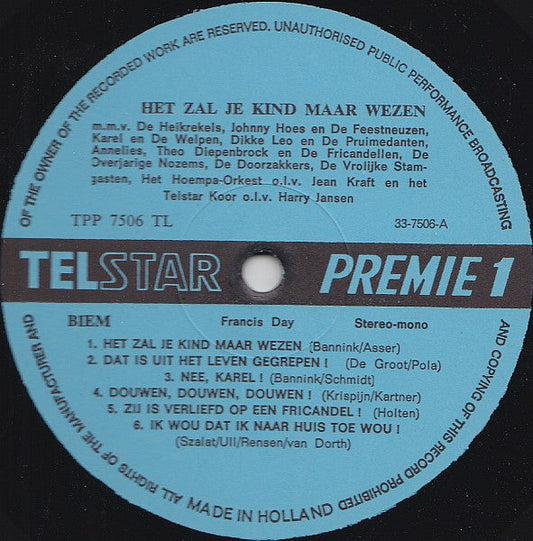 ALL RIGHTS OF THE MANUFACTURER AND OF THE OWNER OF THE RECORDED WORK ARE RESERVED. UNAUTHORISED PUBLIC PERFORMANCE BROADCASTING AND COPYING OF THIS RECORD PROHIBITED
HET ZAL JE KIND MAAR WEZEN
m.m.v. De Heikrekels, Johnny Hoes en De Feestneuzen,
Karel en De Welpen, Dikke Leo en De Pruimedanten,
Annelies, Theo Diepenbrock en De Fricandellen, De
Overjarige Nozems, De Doorzakkers, De Vrolijke Stam-
gasten, Het Hoempa-Orkest o.l.v. Jean Kraft en het
Telstar Koor o.l.v. Harry Jansen
TPP 7506 TL 33-7506-A
TELSTAR PREMIE 1
BIEM Francis Day Stereo-mono
1. HET ZAL JE KIND MAAR WEZEN (Bannink/Asser)
2. DAT IS UIT HET LEVEN GEGREPEN ! (De Groot/Pola)
3. NEE, KAREL ! (Bannink/Schmidt)
4. DOUWEN, DOUWEN, DOUWEN ! (Krispijn/Kartner)
5. ZIJ IS VERLIEFD OP EEN FRICANDEL ! (Holten)
6. IK WOU DAT IK NAAR HUIS TOE WOU !
(Szalat/Ull/Rensen/van Dorth)
MADE IN HOLLAND